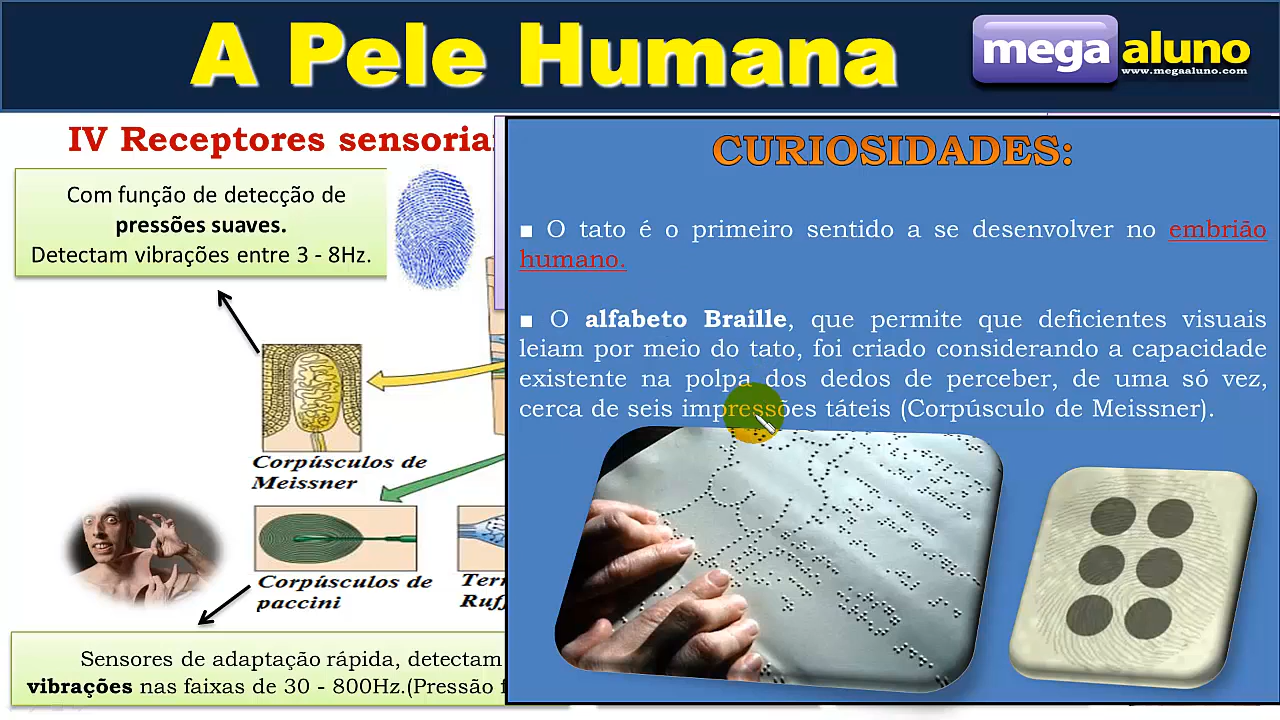 A Pele Humana
mega aluno
www.megaaluno.com
IV Receptores
Com função de detecção de
pressões suaves.
Detectam vibrações entre 3 - 8Hz.
Corpúsculos de
Meissner
Corpúsculos de
paccini
Sensores de adaptação rápida, detectam
vibrações nas faixas de 30 - 800Hz.(Pressão
CURIOSIDADES:
■ O tato é o primeiro sentido a se desenvolver no embrião
humano.
■ O alfabeto Braille, que permite que deficientes visuais
leiam por meio do tato, foi criado considerando a capacidade
existente na polpa dos dedos de perceber, de uma só vez,
cerca de seis impressões táteis (Corpúsculo de Meissner).